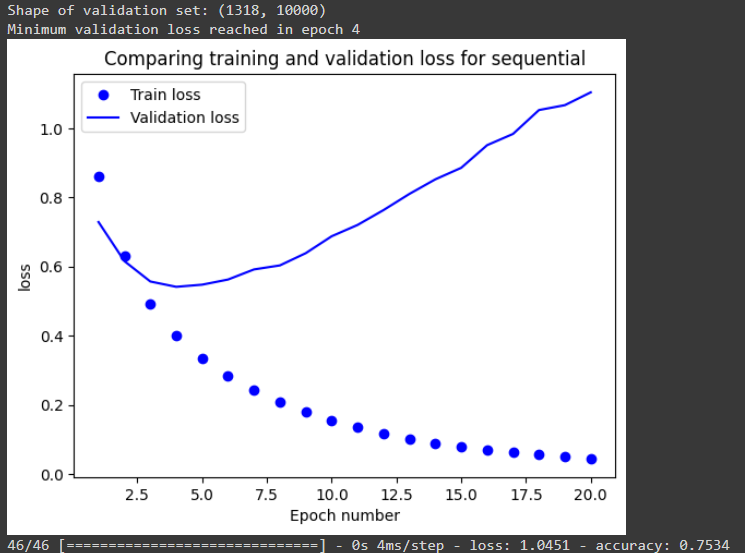 Shape of validation set: (1318, 10000)
Minimum validation loss reached in epoch 4
Comparing training and validation loss for sequential
Train loss
Validation loss
1.0
0.8
0.6
0.4
0.2
0.0
loss
2.5 5.0 7.5 10.0 12.5 15.0 17.5 20.0
Epoch number
46/46 [==============================] - 0s 4ms/step - loss: 1.0451 - accuracy: 0.7534